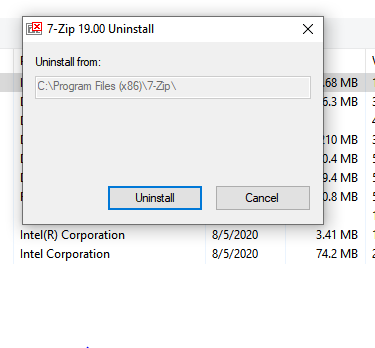 7-Zip 19.00 Uninstall
Uninstall from:
C:\Program Files (x86)\7-Zip\
Uninstall
Cancel
.68 MB
6.3 MB
210 MB
0.4 MB
9.4 MB
0.8 MB
Intel(R) Corporation 8/5/2020 3.41 MB
Intel Corporation 8/5/2020 74.2 MB